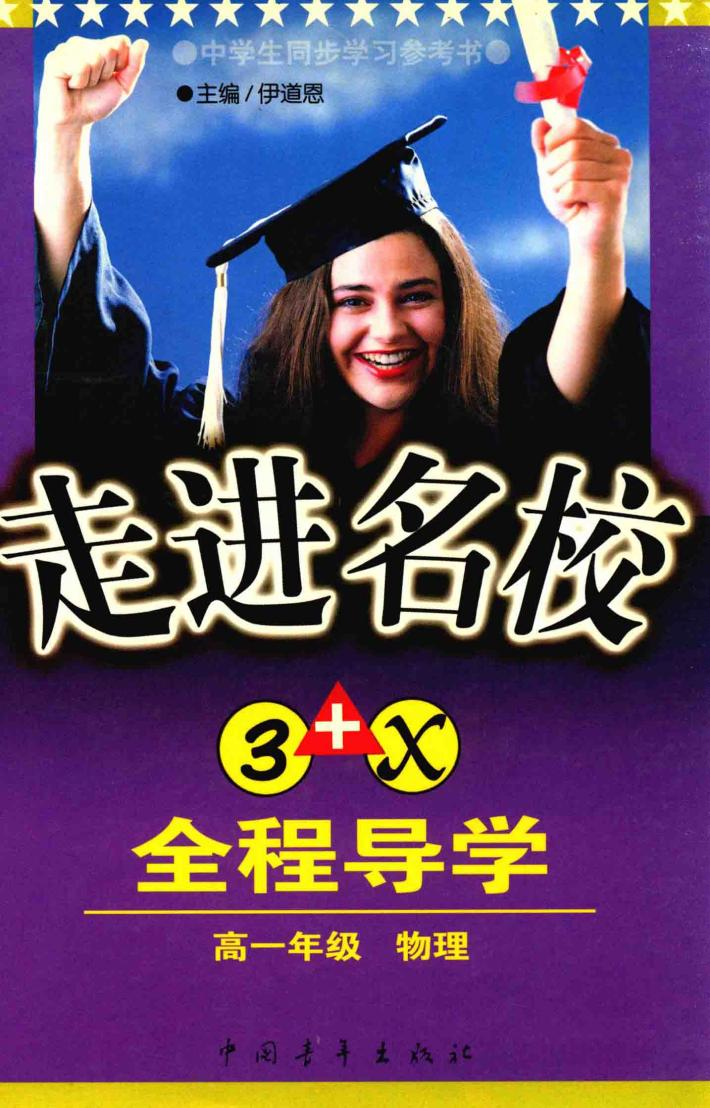 ●中学生同步学习参考书●
●主编/伊道恩
走进名校
3+X
全程导学
高一年级 物理
中国青年出版社